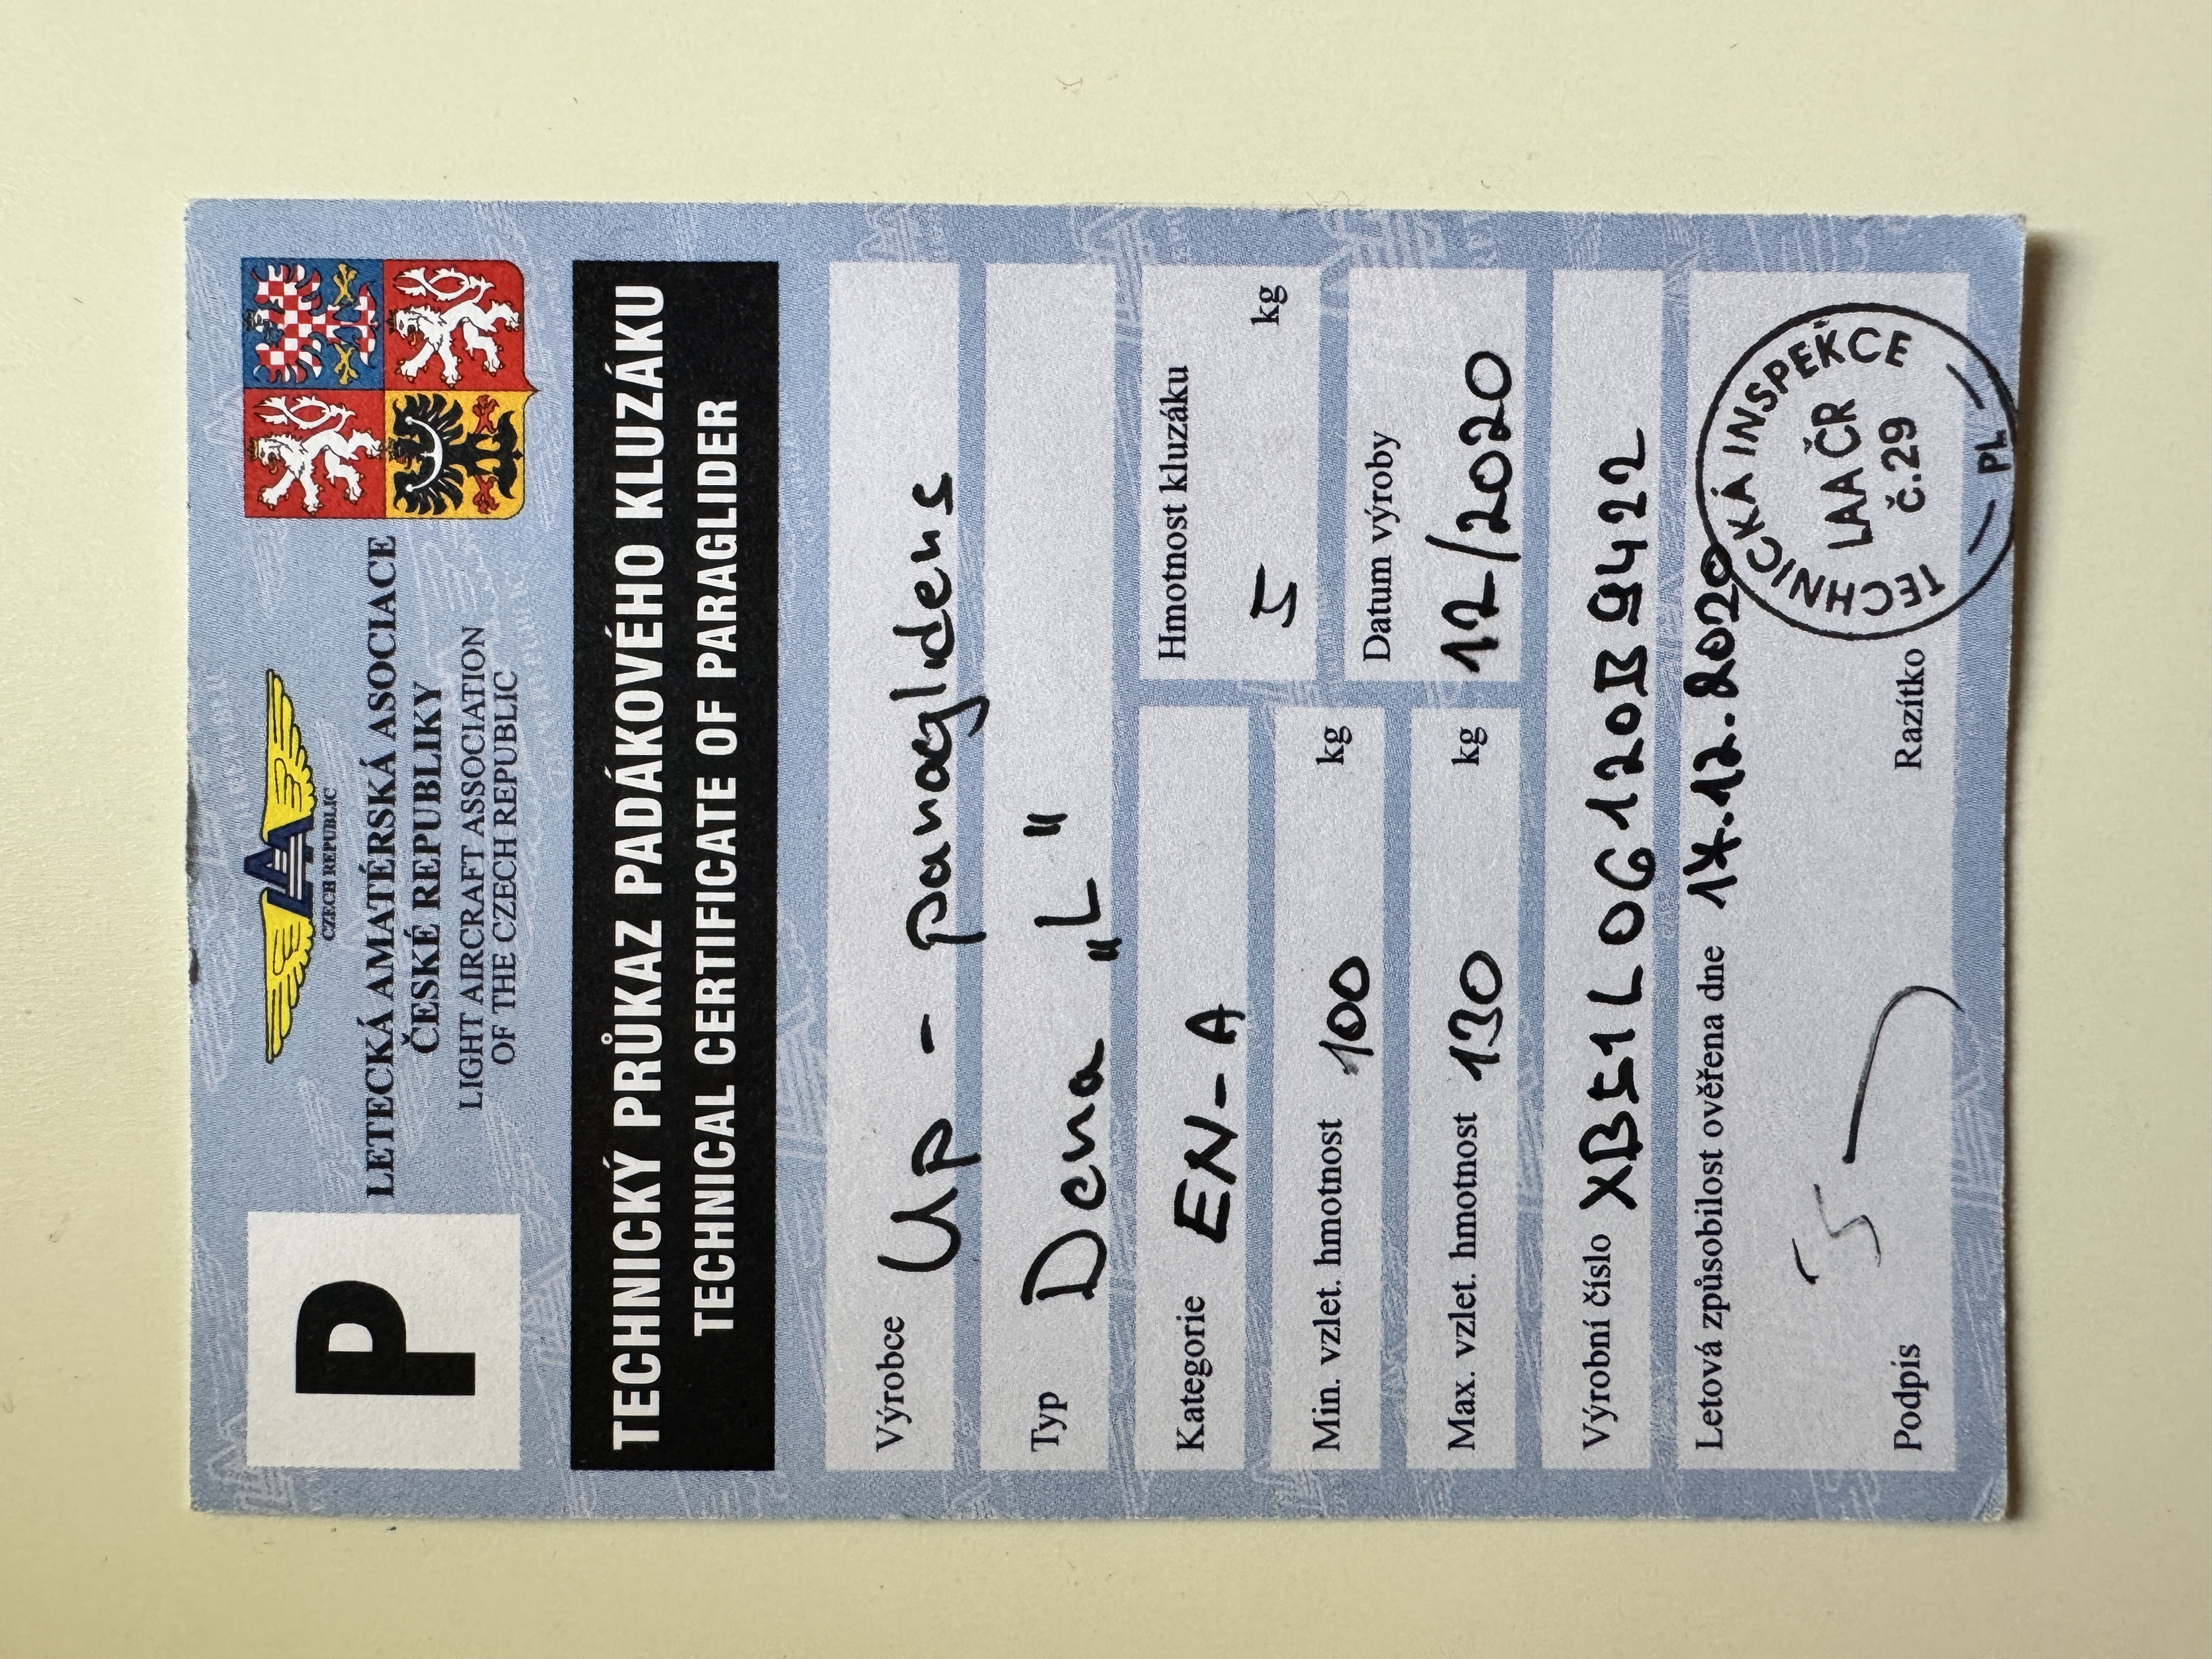 P
CZECH REPUBLIC
LETECKÁ AMATÉRSKÁ ASOCIACE
ČESKÉ REPUBLIKY
LIGHT AIRCRAFT ASSOCIATION
OF THE CZECH REPUBLIC
TECHNICKÝ PRŮKAZ PADÁKOVÉHO KLUZÁKU
TECHNICAL CERTIFICATE OF PARAGLIDER
Výrobce Up - paragliders
Typ Dena „L"
Kategorie EN-A
Hmotnost kluzáku
5 kg
Min. vzlet. hmotnost 100 kg
Datum výroby
12/2020
Max. vzlet. hmotnost 130 kg
Výrobní číslo XB51L0G120B9422
Letová způsobilost ověřena dne 17.12.2020
TECHNICKÁ INSPEKCE
LAA ČR
č.29
PL
Podpis
Razítko